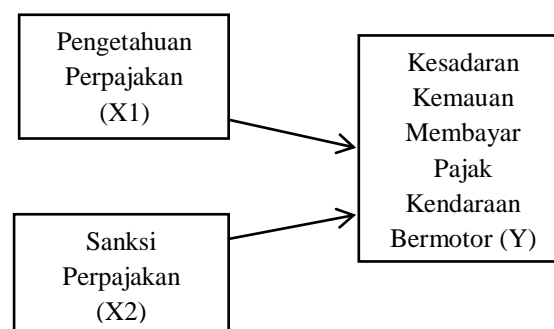 Pengetahuan
Perpajakan
(X1)
Sanksi
Perpajakan
(X2)
Kesadaran
Kemauan
Membayar
Pajak
Kendaraan
Bermotor (Y)